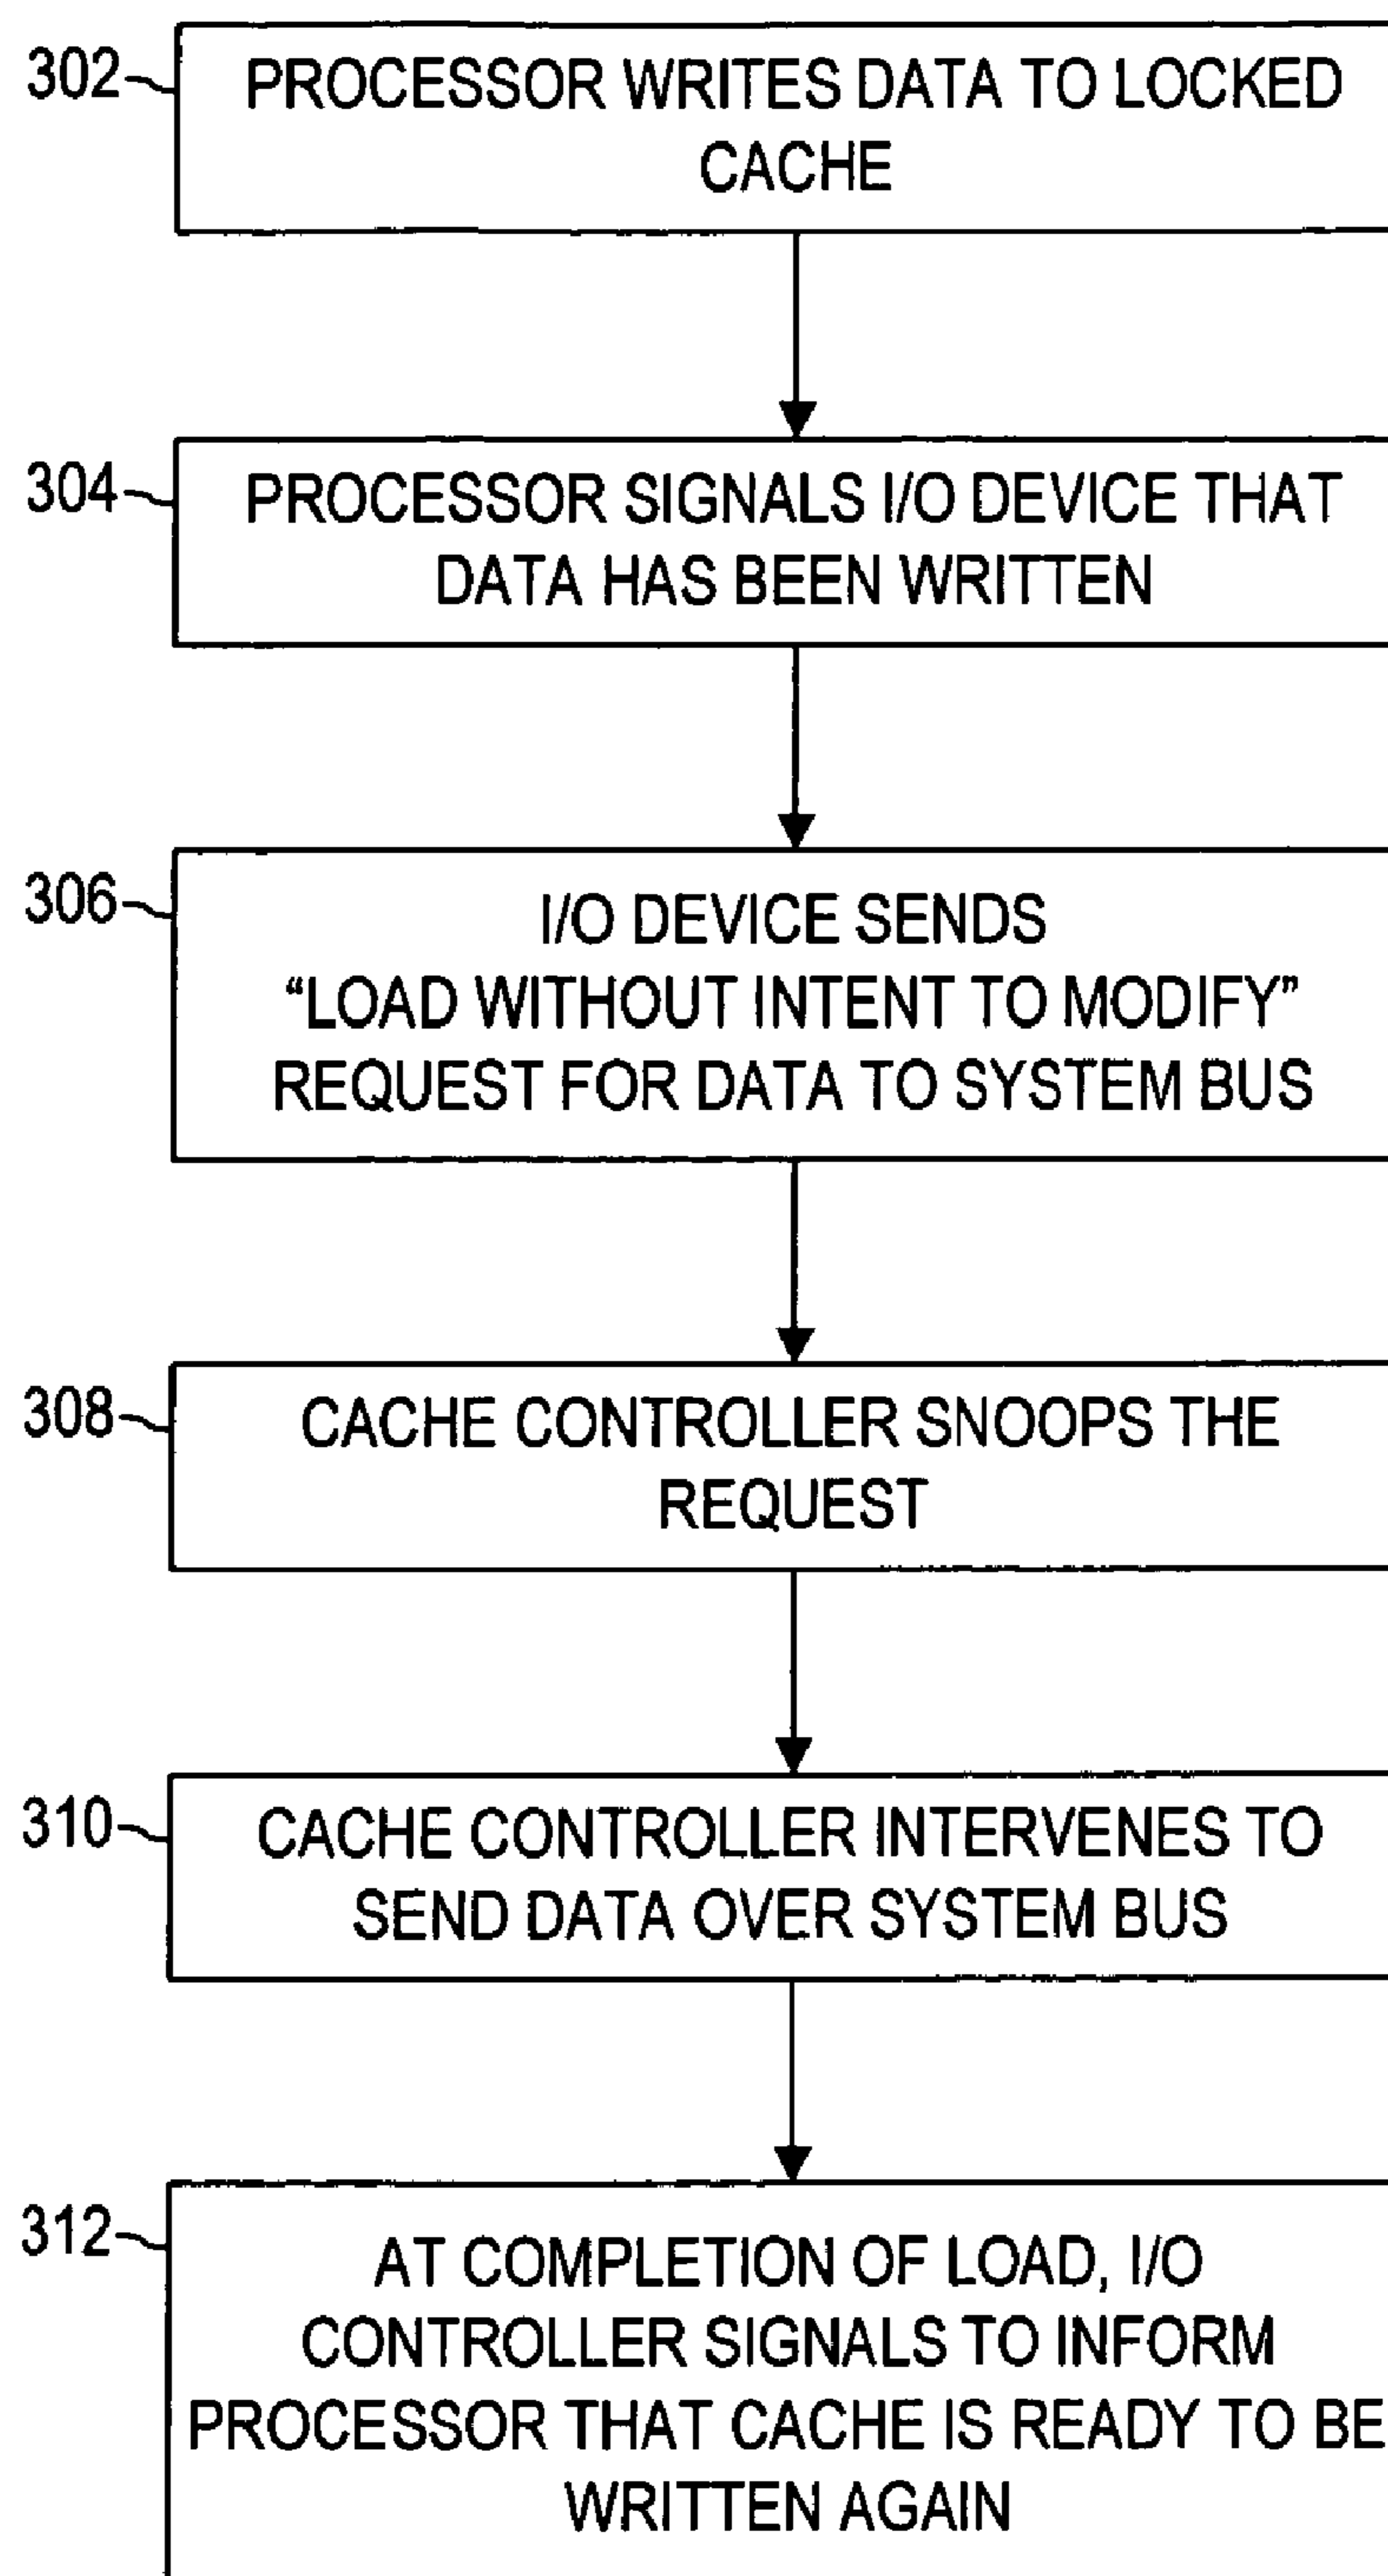 302
PROCESSOR WRITES DATA TO LOCKED
CACHE
304
PROCESSOR SIGNALS I/O DEVICE THAT
DATA HAS BEEN WRITTEN
306
I/O DEVICE SENDS
“LOAD WITHOUT INTENT TO MODIFY”
REQUEST FOR DATA TO SYSTEM BUS
308
CACHE CONTROLLER SNOOPS THE
REQUEST
310
CACHE CONTROLLER INTERVENES TO
SEND DATA OVER SYSTEM BUS
312
AT COMPLETION OF LOAD, I/O
CONTROLLER SIGNALS TO INFORM
PROCESSOR THAT CACHE IS READY TO BE
WRITTEN AGAIN